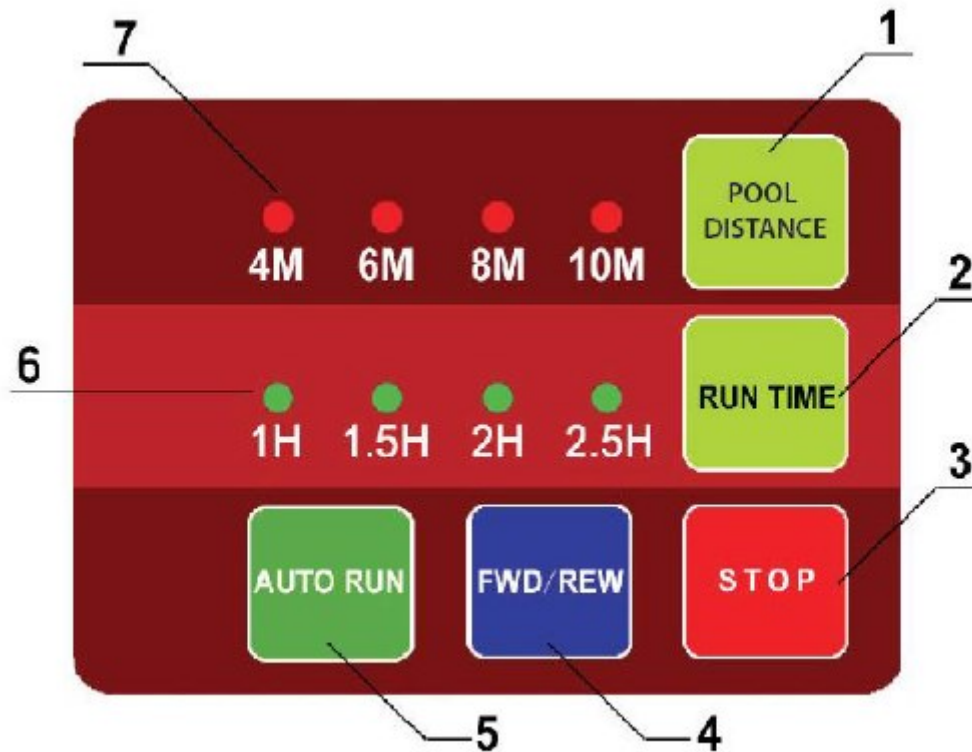 7
1
POOL
DISTANCE
4M 6M 8M 10M
2
RUN TIME
6
1H 1.5H 2H 2.5H
3
AUTO RUN FWD/REW STOP
5
4